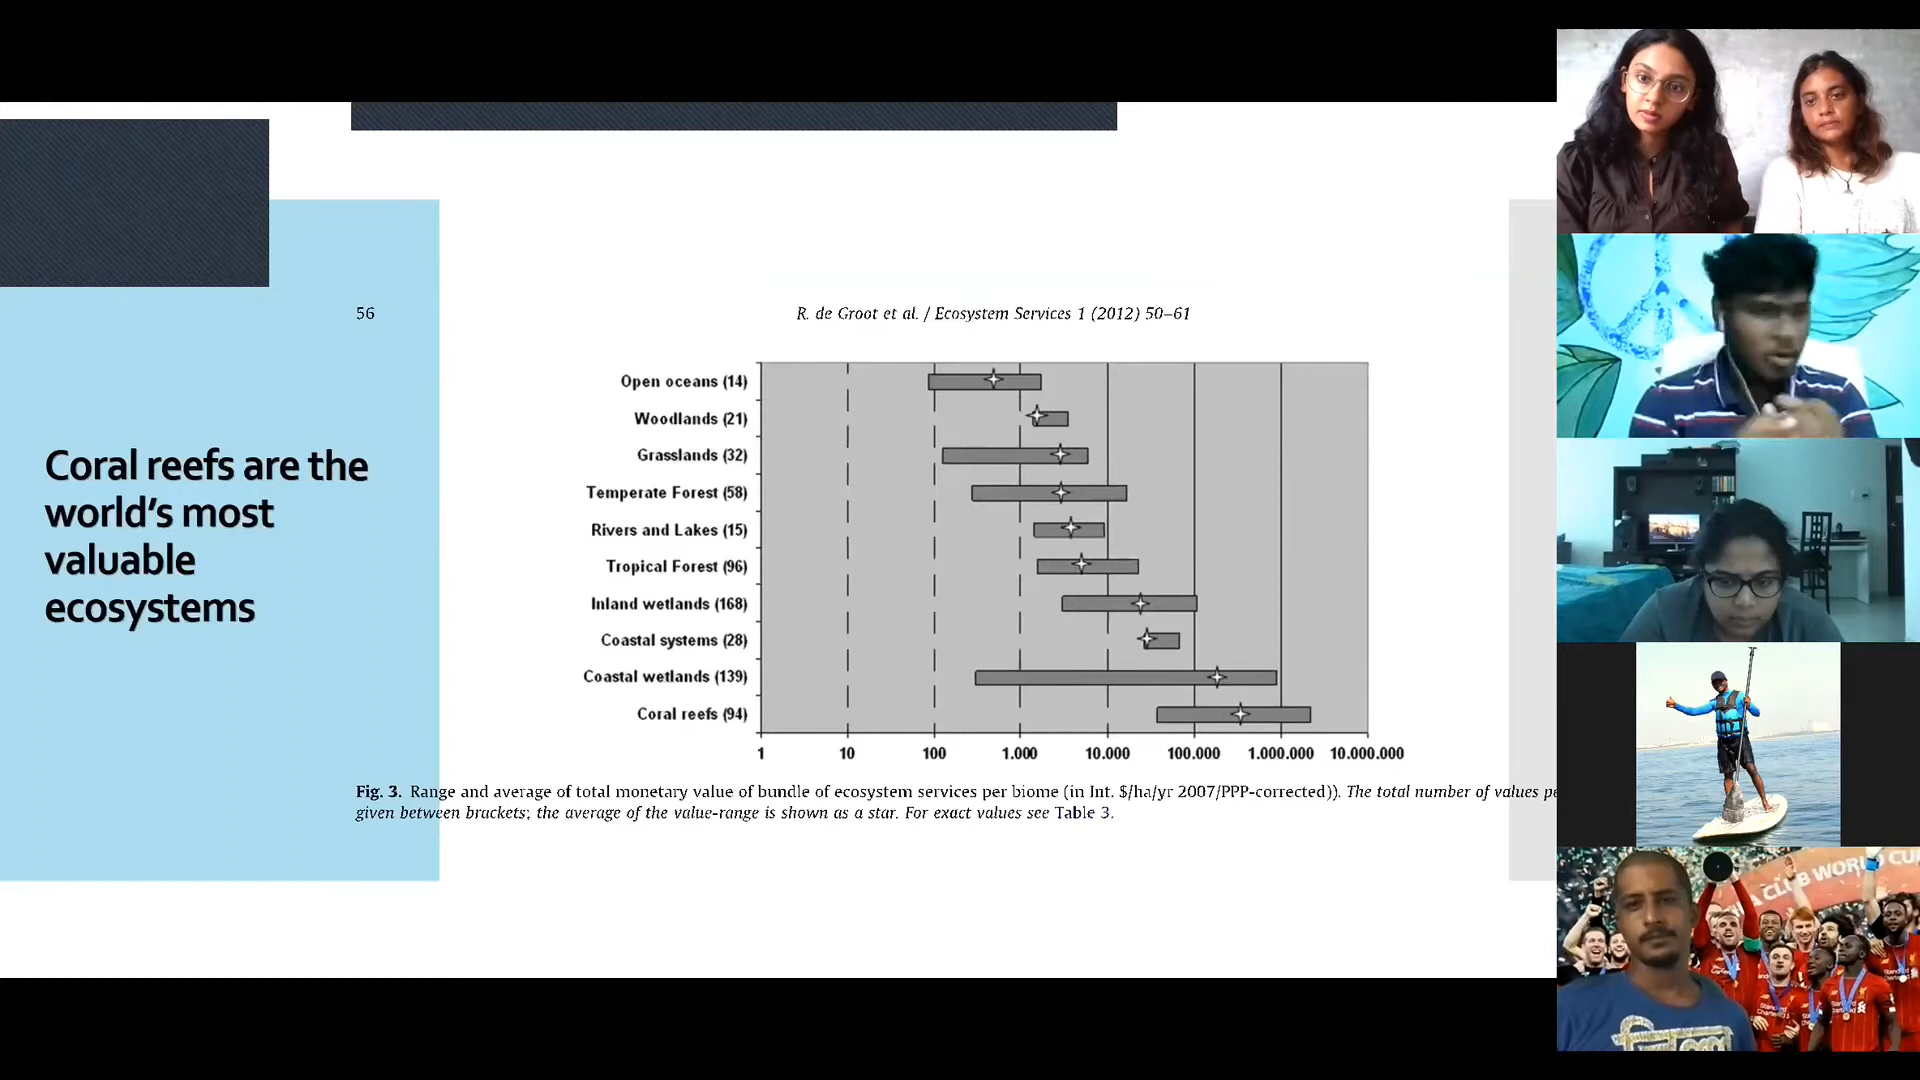 Coral reefs are the
world's most
valuable
ecosystems
56
R. de Groot et al. / Ecosystem Services 1 (2012) 50–61
Open oceans (14)
Woodlands (21)
Grasslands (32)
Temperate Forest (58)
Rivers and Lakes (15)
Tropical Forest (96)
Inland wetlands (168)
Coastal systems (28)
Coastal wetlands (139)
Coral reefs (94)
1 10 100 1.000 10.000 100.000 1.000.000 10.000.000
Fig. 3. Range and average of total monetary value of bundle of ecosystem services per biome (in Int. $/ha/yr 2007/PPP-corrected)). The total number of values
given between brackets; the average of the value-range is shown as a star. For exact values see Table 3.
CLUB WORLD CU